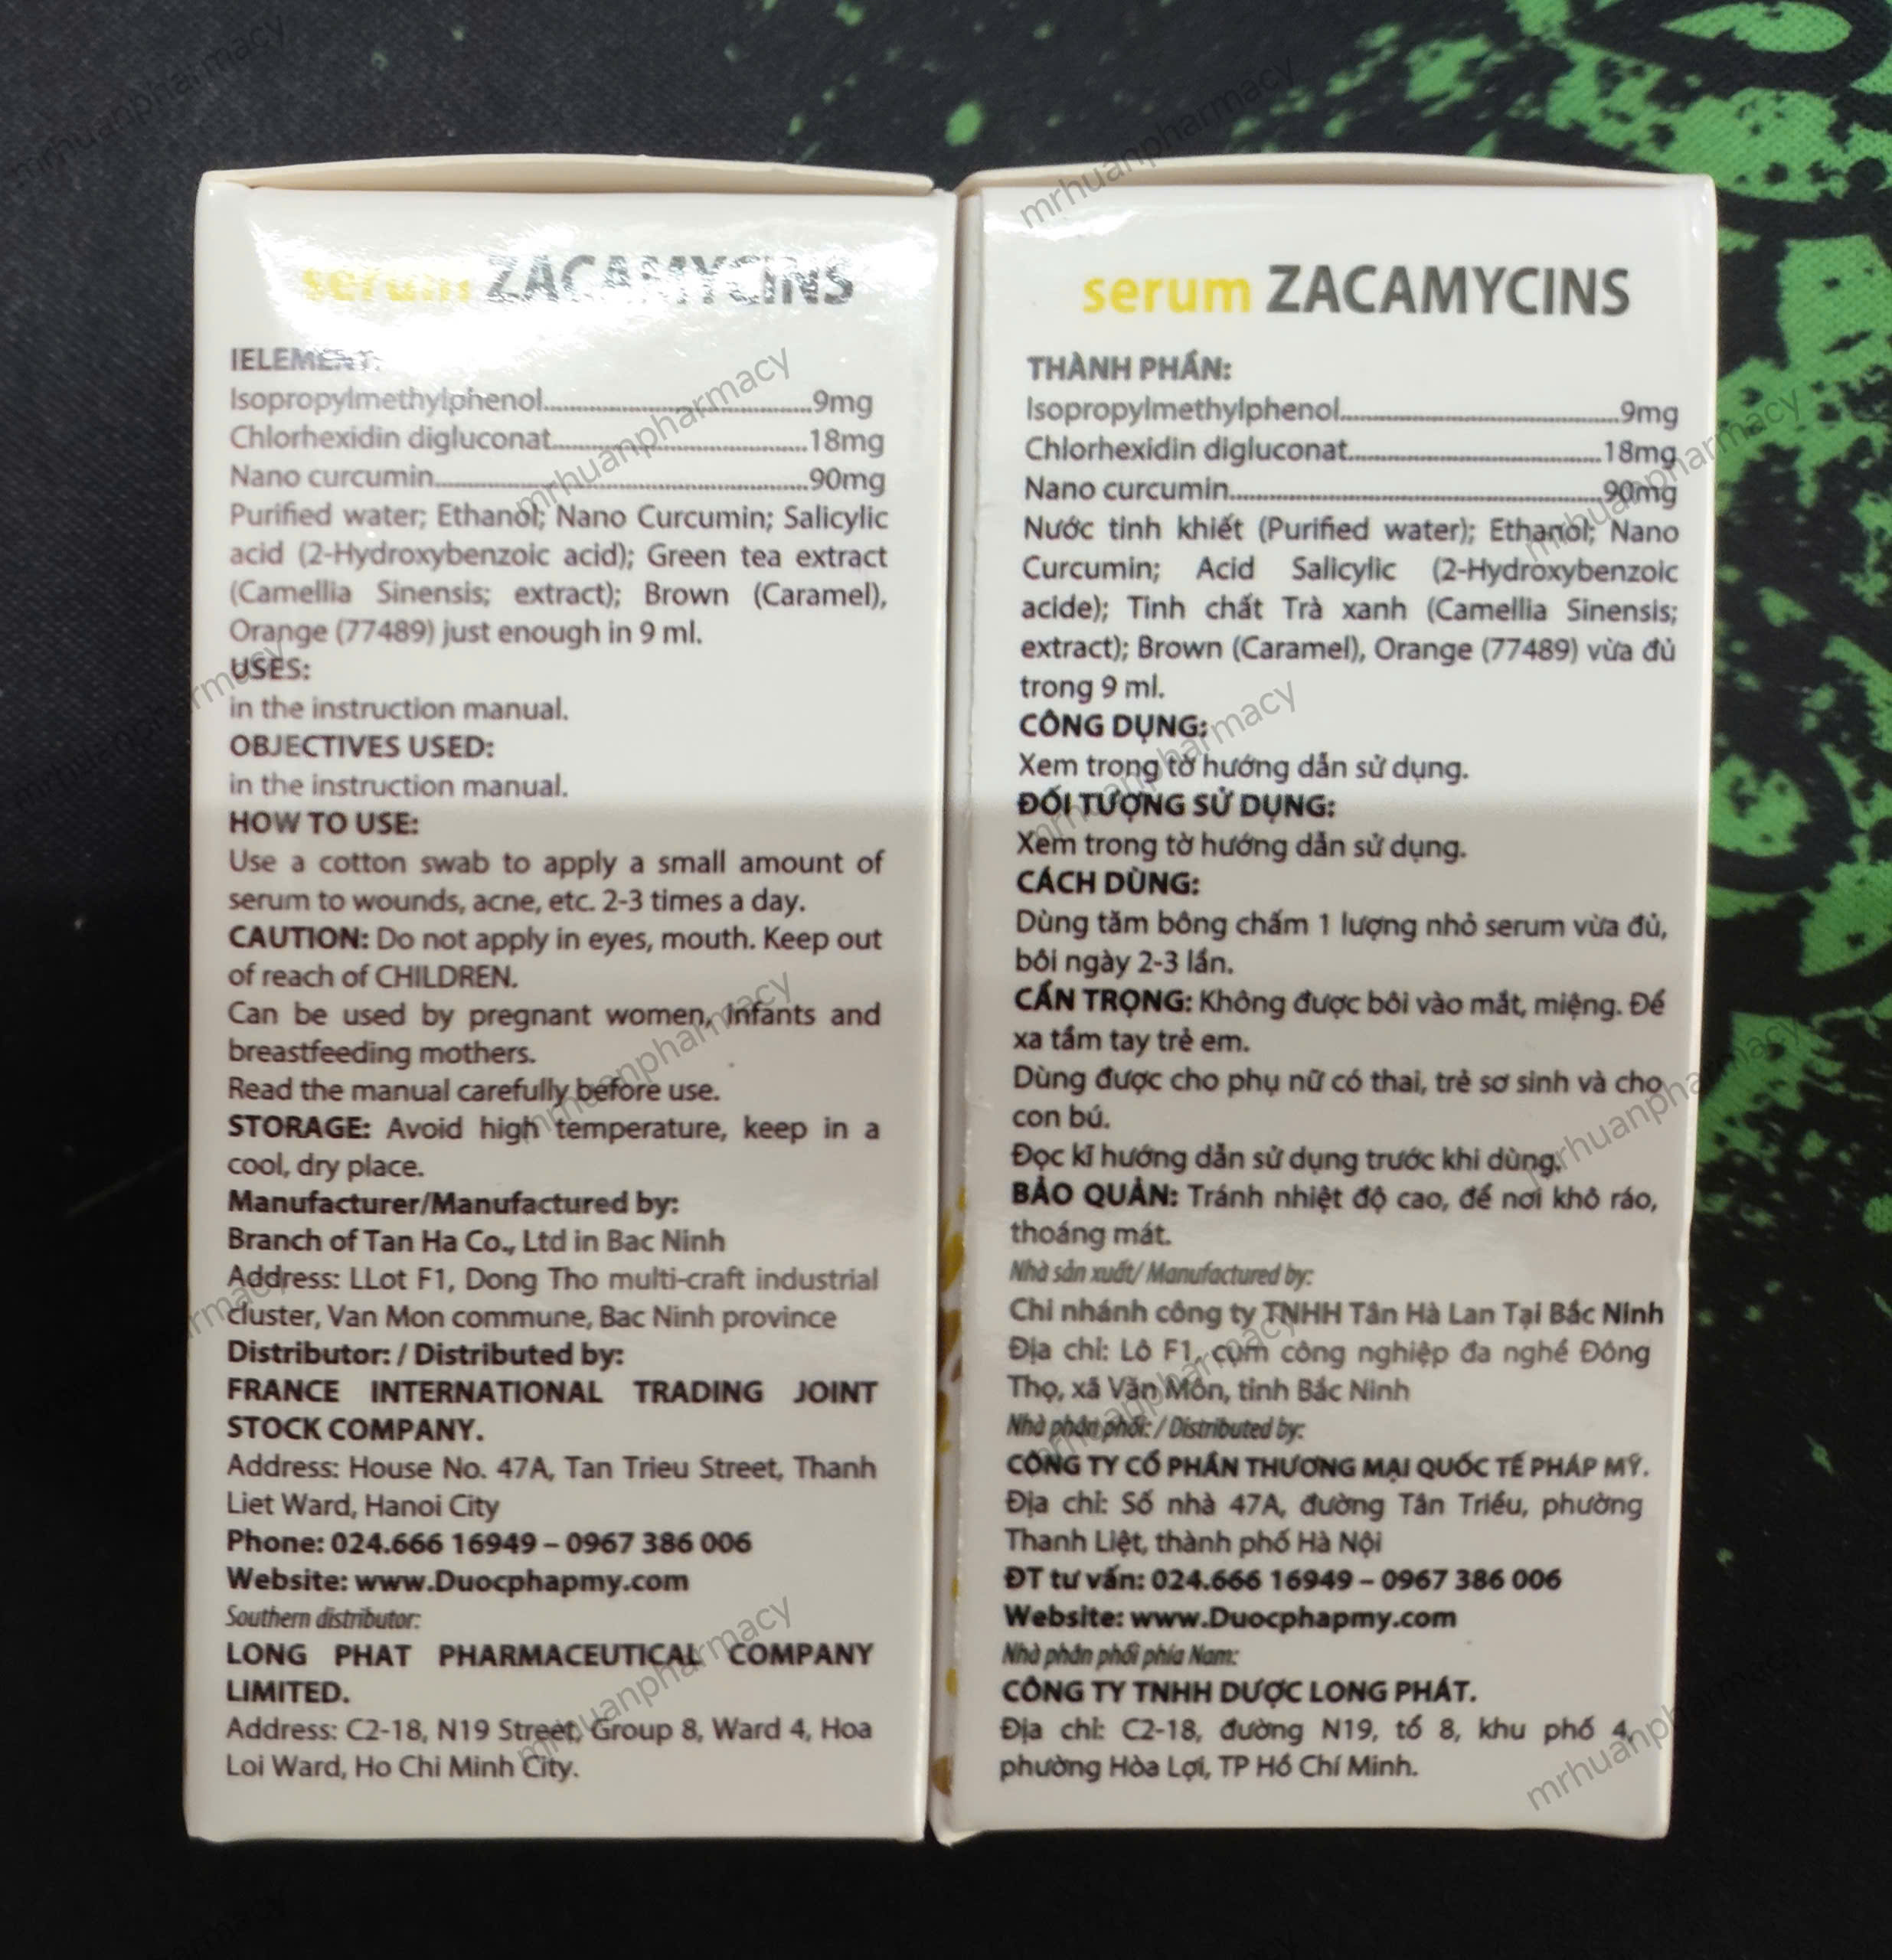 serum ZACAMYCINS
IELEMENT:
Isopropylmethylphenol...........................................9mg
Chlorhexidin digluconat.........................................18mg
Nano curcumin............................................................90mg
Purified water; Ethanol; Nano Curcumin; Salicylic
acid (2-Hydroxybenzoic acid); Green tea extract
(Camellia Sinensis; extract); Brown (Caramel),
Orange (77489) just enough in 9 ml.
USES:
in the instruction manual.
OBJECTIVES USED:
in the instruction manual.
HOW TO USE:
Use a cotton swab to apply a small amount of
serum to wounds, acne, etc. 2-3 times a day.
CAUTION: Do not apply in eyes, mouth. Keep out
of reach of CHILDREN.
Can be used by pregnant women, infants and
breastfeeding mothers.
Read the manual carefully before use.
STORAGE: Avoid high temperature, keep in a
cool, dry place.
Manufacturer/Manufactured by:
Branch of Tan Ha Co., Ltd in Bac Ninh
Address: LLot F1, Dong Tho multi-craft industrial
cluster, Van Mon commune, Bac Ninh province
Distributor: / Distributed by:
FRANCE INTERNATIONAL TRADING JOINT
STOCK COMPANY.
Address: House No. 47A, Tan Trieu Street, Thanh
Liet Ward, Hanoi City
Phone: 024.666 16949 – 0967 386 006
Website: www.Duocphapmy.com
Southern distributor:
LONG PHAT PHARMACEUTICAL COMPANY
LIMITED.
Address: C2-18, N19 Street, Group 8, Ward 4, Hoa
Loi Ward, Ho Chi Minh City.
serum ZACAMYCINS
THÀNH PHẦN:
Isopropylmethylphenol.............................................9mg
Chlorhexidin digluconat.........................................18mg
Nano curcumin............................................................90mg
Nước tinh khiết (Purified water); Ethanol; Nano
Curcumin; Acid Salicylic (2-Hydroxybenzoic
acide); Tinh chất Trà xanh (Camellia Sinensis;
extract); Brown (Caramel), Orange (77489) vừa đủ
trong 9 ml.
CÔNG DỤNG:
Xem trong tờ hướng dẫn sử dụng.
ĐỐI TƯỢNG SỬ DỤNG:
Xem trong tờ hướng dẫn sử dụng.
CÁCH DÙNG:
Dùng tăm bông chấm 1 lượng nhỏ serum vừa đủ,
bôi ngày 2-3 lần.
CẨN TRỌNG: Không được bôi vào mắt, miệng. Để
xa tầm tay trẻ em.
Dùng được cho phụ nữ có thai, trẻ sơ sinh và cho
con bú.
Đọc kĩ hướng dẫn sử dụng trước khi dùng.
BẢO QUẢN: Tránh nhiệt độ cao, để nơi khô ráo,
thoáng mát.
Nhà sản xuất/ Manufactured by:
Chi nhánh công ty TNHH Tân Hà Lan Tại Bắc Ninh
Địa chỉ: Lô F1, cụm công nghiệp đa nghề Đông
Thọ, xã Văn Môn, tỉnh Bắc Ninh
Nhà phân phối: / Distributed by:
CÔNG TY CỔ PHẦN THƯƠNG MẠI QUỐC TẾ PHÁP MỸ.
Địa chỉ: Số nhà 47A, đường Tân Triều, phường
Thanh Liệt, thành phố Hà Nội
ĐT tư vấn: 024.666 16949 – 0967 386 006
Website: www.Duocphapmy.com
Nhà phân phối phía Nam:
CÔNG TY TNHH DƯỢC LONG PHÁT.
Địa chỉ: C2-18, đường N19, tổ 8, khu phố 4,
phường Hòa Lợi, TP Hồ Chí Minh.
mrhuanpharmacy